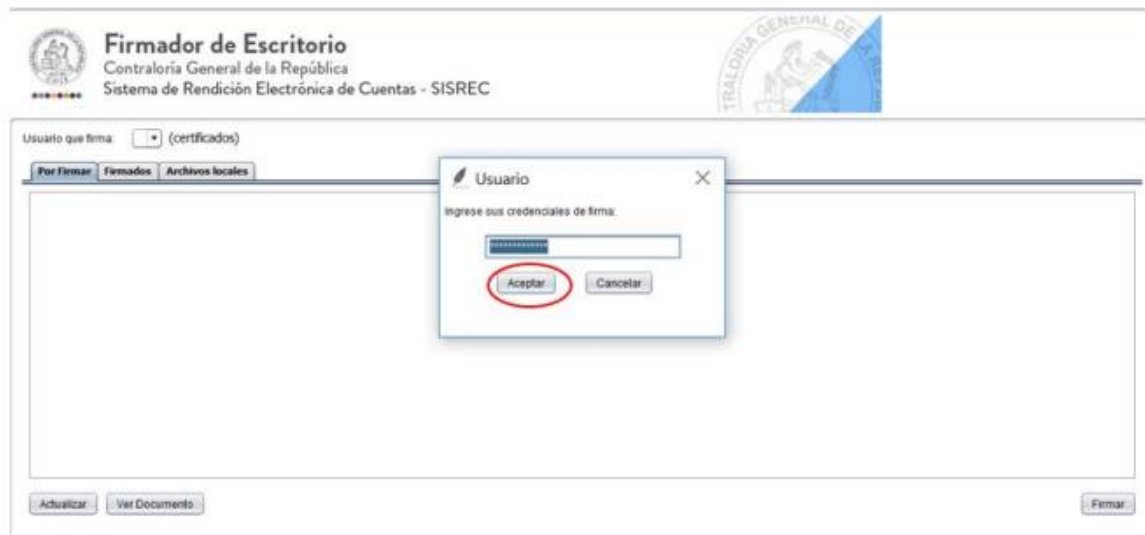 Firmador de Escritorio
Contraloría General de la República
Sistema de Rendición Electrónica de Cuentas - SISREC
Usuario que firma: (certificados)
Por Firmar Firmados Archivos locales
Usuario
Ingrese sus credenciales de firma:
************
Aceptar Cancelar
Actualizar Ver Documento Firmar